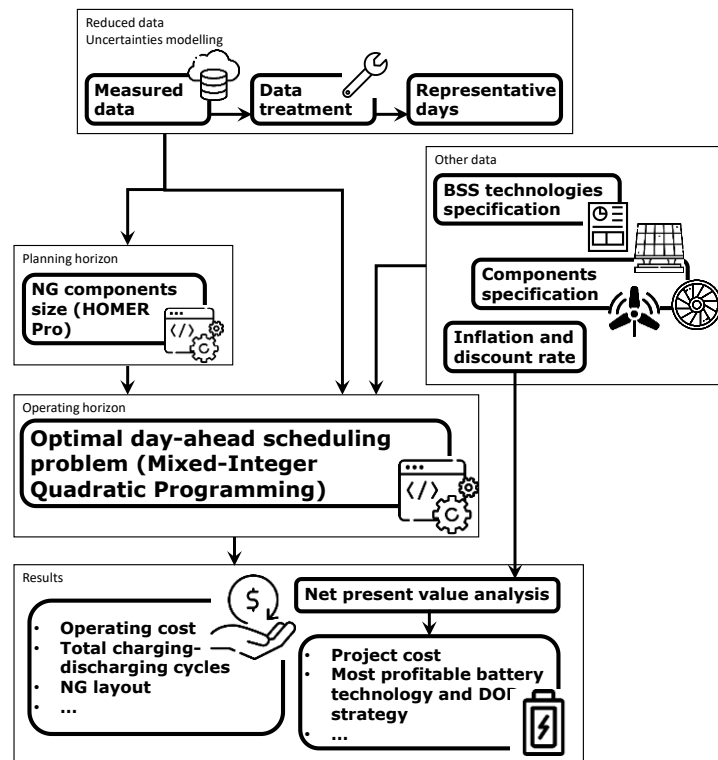 Reduced data
Uncertainties modelling
Measured
data
Data
treatment
Representative
days
Other data
BSS technologies
specification
Components
specification
Inflation and
discount rate
Planning horizon
NG components
size (HOMER
Pro)
</>
Operating horizon
Optimal day-ahead scheduling
problem (Mixed-Integer
Quadratic Programming)
</>
Results
$
• Operating cost
• Total charging-
discharging cycles
• NG layout
• ...
Net present value analysis
• Project cost
• Most profitable battery
technology and
strategy
• ...